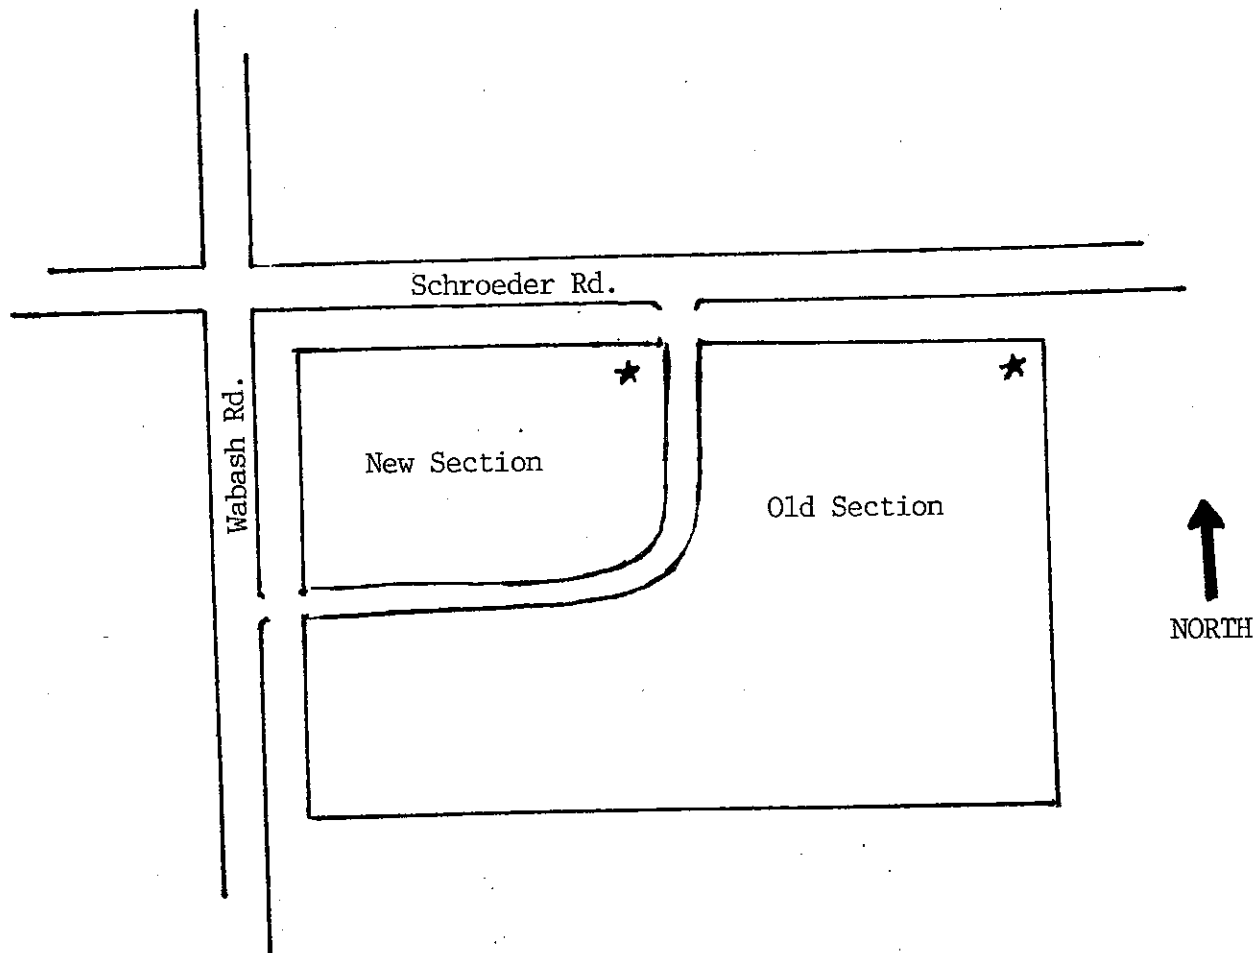 Schroeder Rd.
Wabash Rd.
New Section
Old Section
NORTH